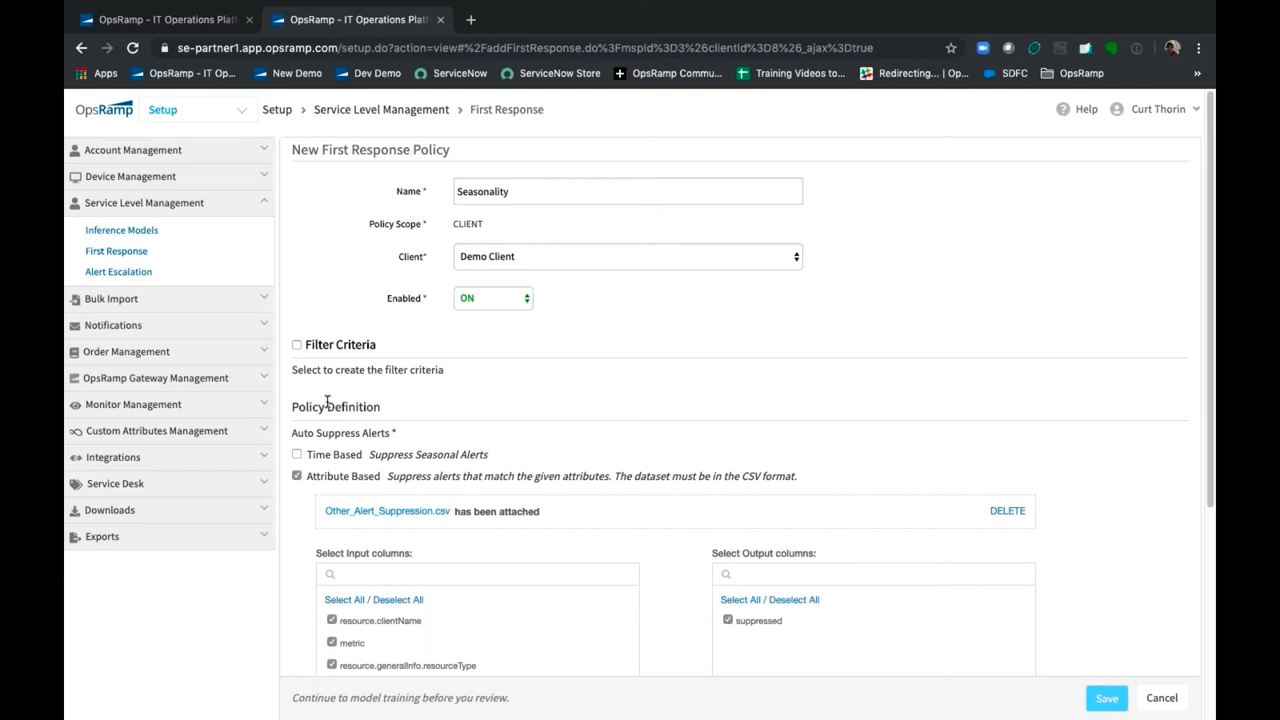 OpsRamp - IT Operations Platf
OpsRamp - IT Operations Platf
se-partner1.app.opsramp.com/setup.do?action=view#%2FaddFirstResponse.do%3FmspId%3D3%26clientId%3D8%26_ajax%3Dtrue
Apps
OpsRamp - IT Op...
New Demo
Dev Demo
ServiceNow
ServiceNow Store
OpsRamp Commu...
Training Videos to...
Redirecting... | Op...
SDFC
OpsRamp
»
OpsRamp
Setup
Setup > Service Level Management > First Response
Help
Curt Thorin
Account Management
Device Management
Service Level Management
Inference Models
First Response
Alert Escalation
Bulk Import
Notifications
Order Management
OpsRamp Gateway Management
Monitor Management
Custom Attributes Management
Integrations
Service Desk
Downloads
Exports
New First Response Policy
Name * Seasonality
Policy Scope * CLIENT
Client* Demo Client
Enabled * ON
Filter Criteria
Select to create the filter criteria
Policy Definition
Auto Suppress Alerts *
Time Based Suppress Seasonal Alerts
Attribute Based Suppress alerts that match the given attributes. The dataset must be in the CSV format.
Other_Alert_Suppression.csv has been attached
DELETE
Select Input columns:
Select All / Deselect All
resource.clientName
metric
resource.generalInfo.resourceType
Select Output columns:
Select All / Deselect All
suppressed
Continue to model training before you review.
Save
Cancel